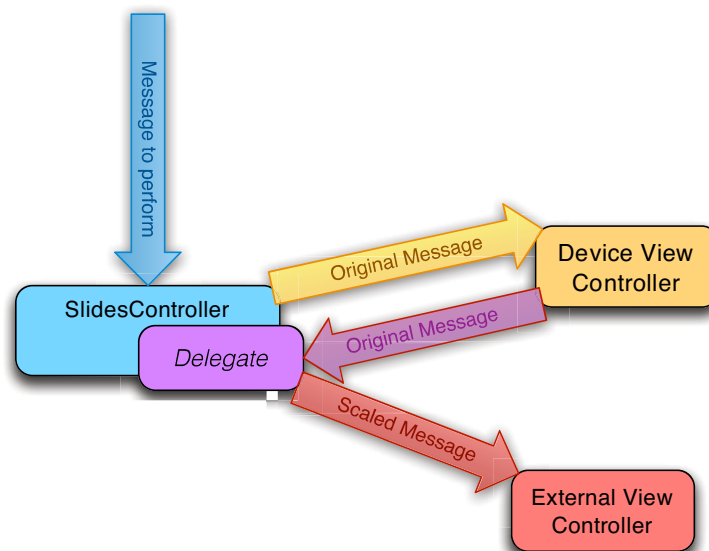 Message to perform
Original Message
Device View
Controller
SlidesController
Original Message
Delegate
Scaled Message
External View
Controller